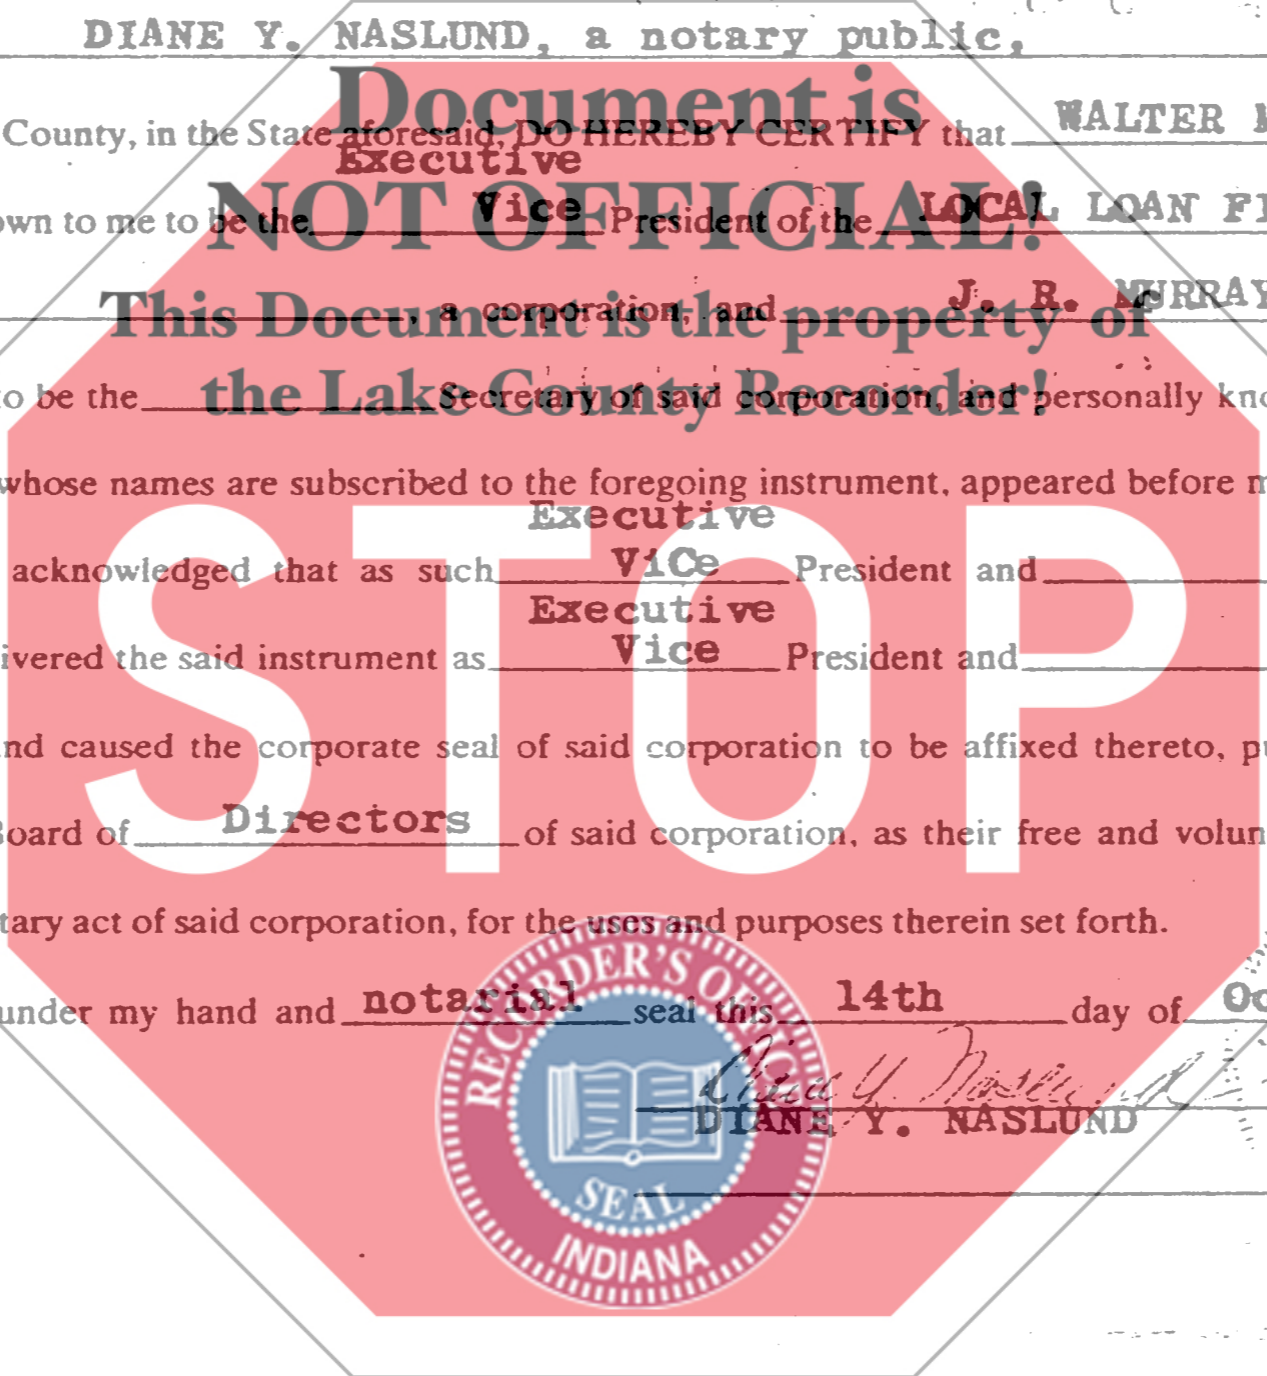 DIANE Y. NASLUND, a notary public,
Document is
County, in the State aforesaid, DO HEREBY CERTIFY that WALTER
Executive
NOT OFFICIAL!
own to me to be the Vice President of the LOCAL LOAN
This Document is the property of
, a corporation, and J. R. MURRAY
the Lake County Recorder!
to be the Secretary of said corporation, and personally
whose names are subscribed to the foregoing instrument, appeared before
Executive
acknowledged that as such Vice President and
Executive
ivered the said instrument as Vice President and
STOP
nd caused the corporate seal of said corporation to be affixed thereto,
Board of Directors of said corporation, as their free and volun
tary act of said corporation, for the uses and purposes therein set forth.
RECORDER'S OFFICE
under my hand and notarial seal this 14th day of Oc
Diane Y. Naslund
DIANE Y. NASLUND
SEAL
INDIANA